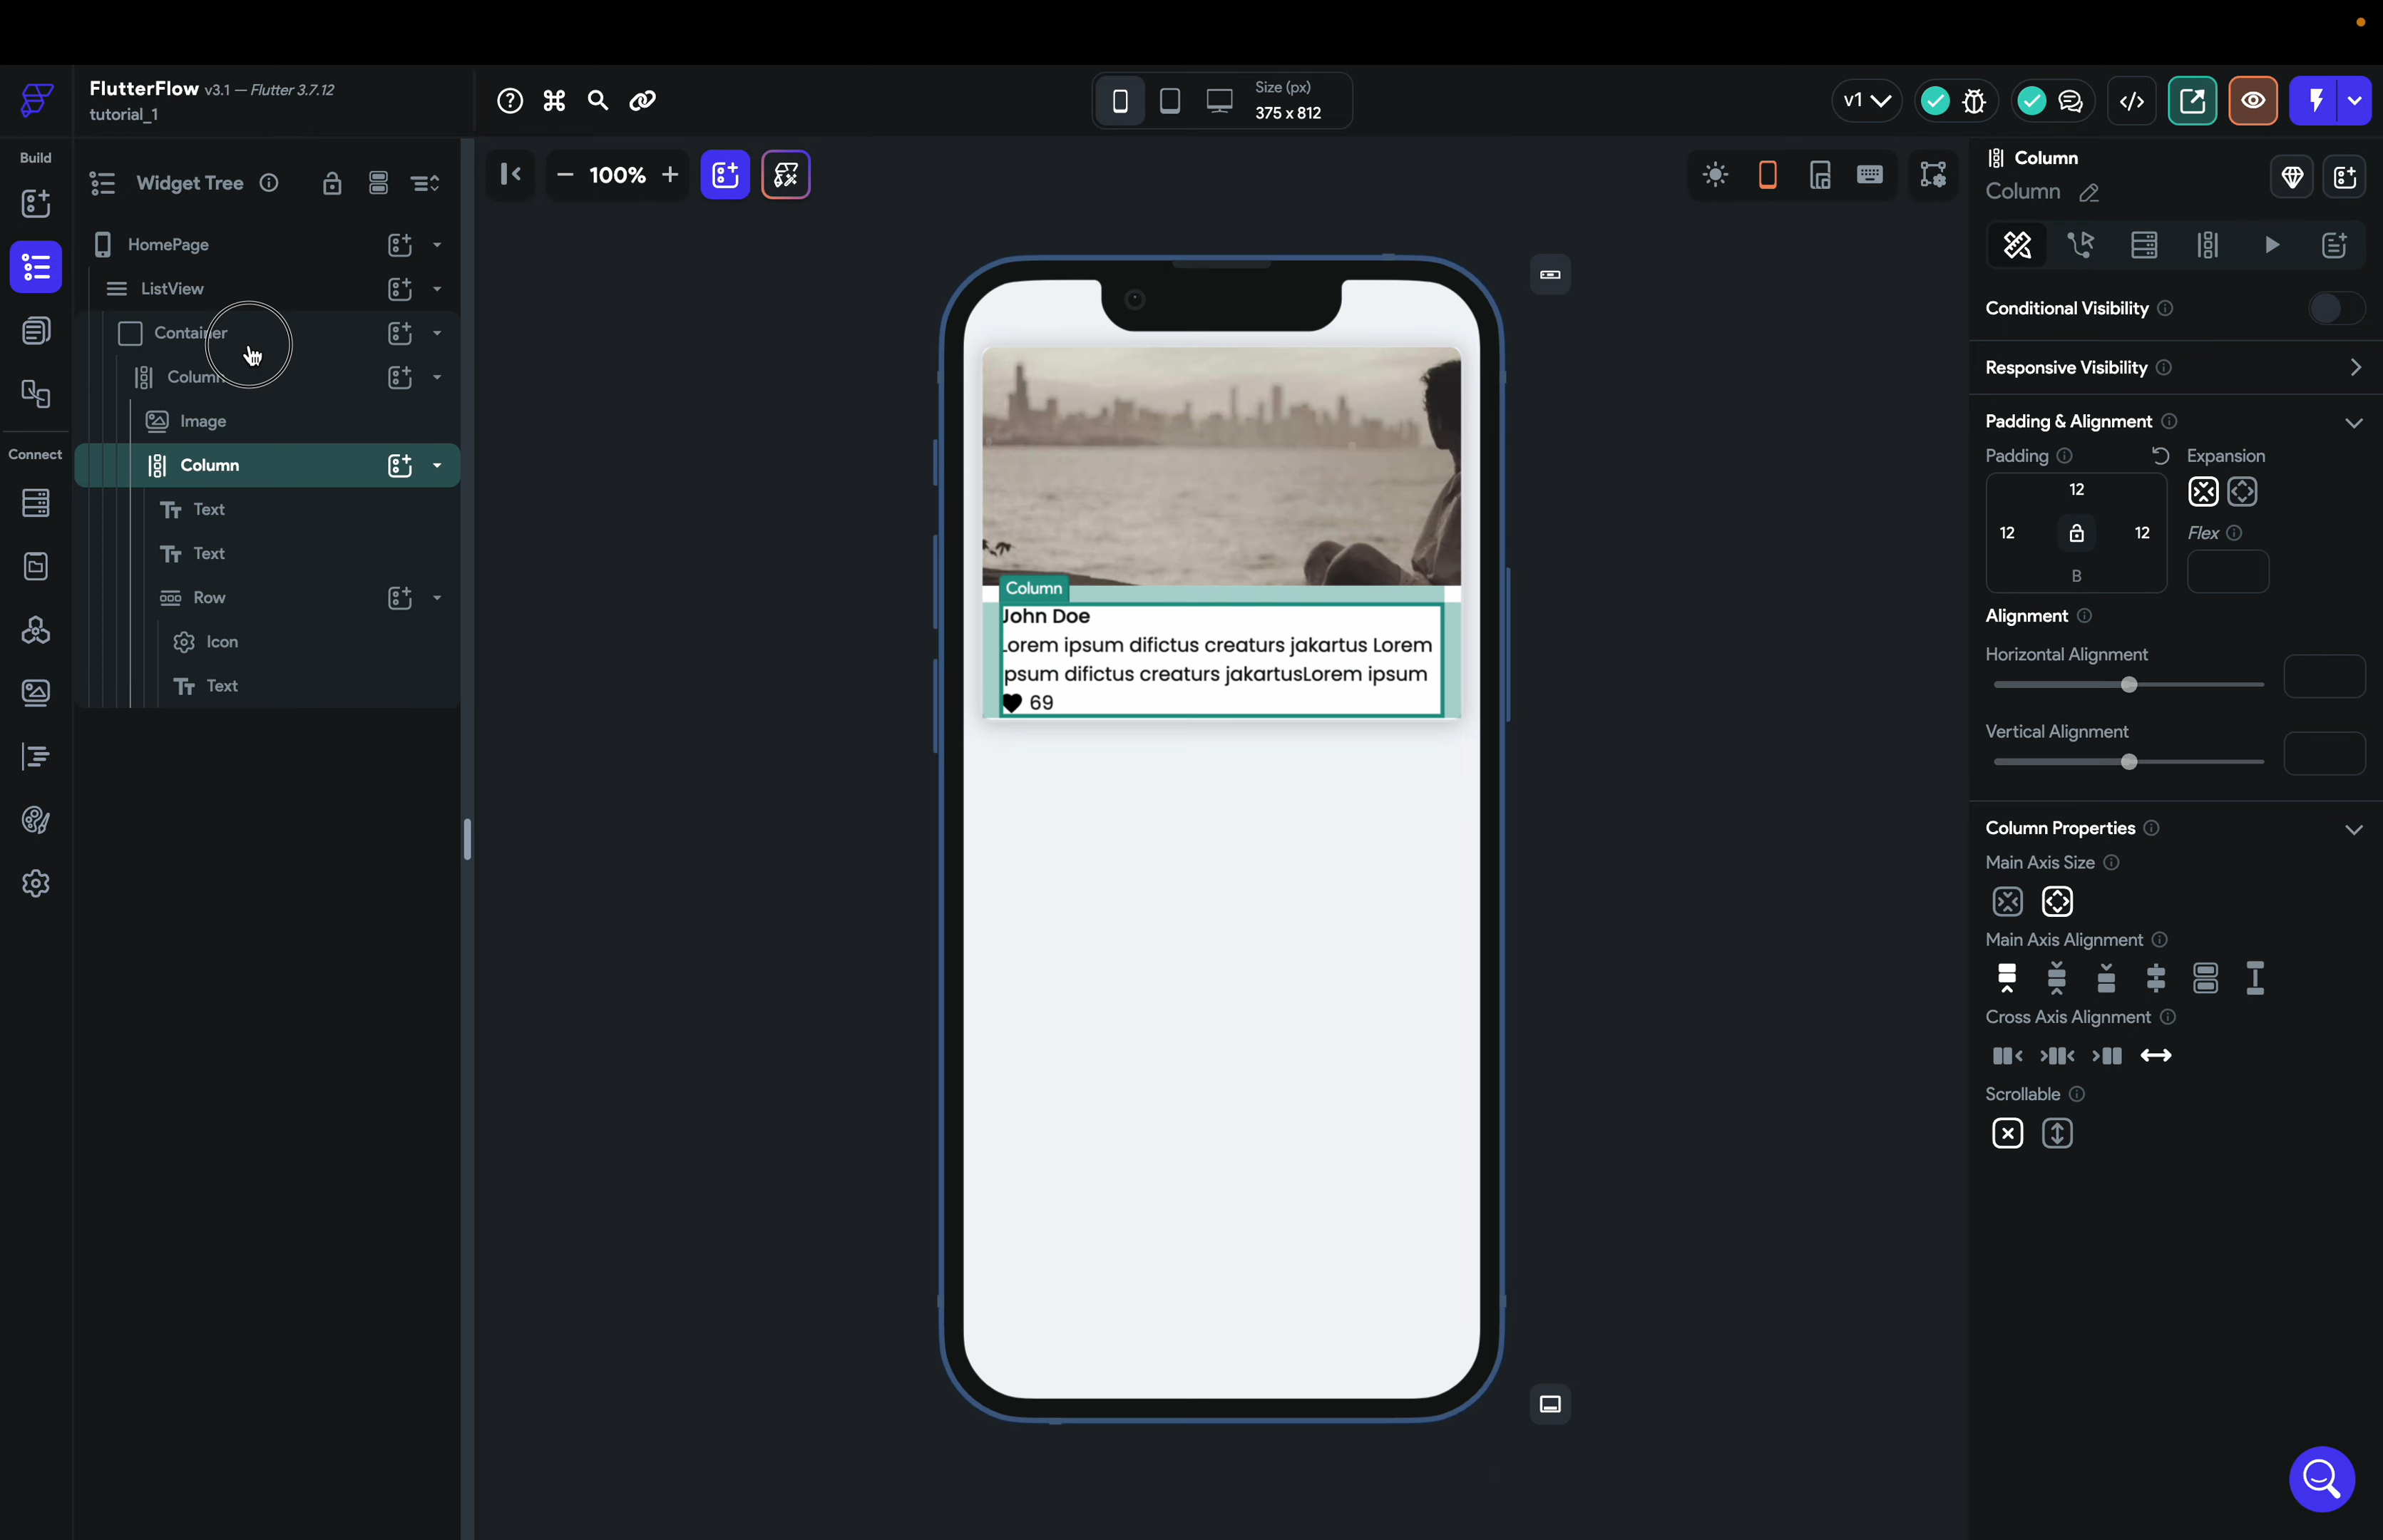 FlutterFlow v3.1 — Flutter 3.7.12
tutorial_1
Size (px)
375 x 812
v1
Build
Connect
Widget Tree
HomePage
ListView
Container
Column
Image
Column
Text
Text
Row
Icon
Text
100%
Column
John Doe
Lorem ipsum difictus creaturs jakartus Lorem
ipsum difictus creaturs jakartusLorem ipsum
69
Column
Column
Conditional Visibility
Responsive Visibility
Padding & Alignment
Padding
Expansion
12
12
12
B
Flex
Alignment
Horizontal Alignment
Vertical Alignment
Column Properties
Main Axis Size
Main Axis Alignment
Cross Axis Alignment
Scrollable